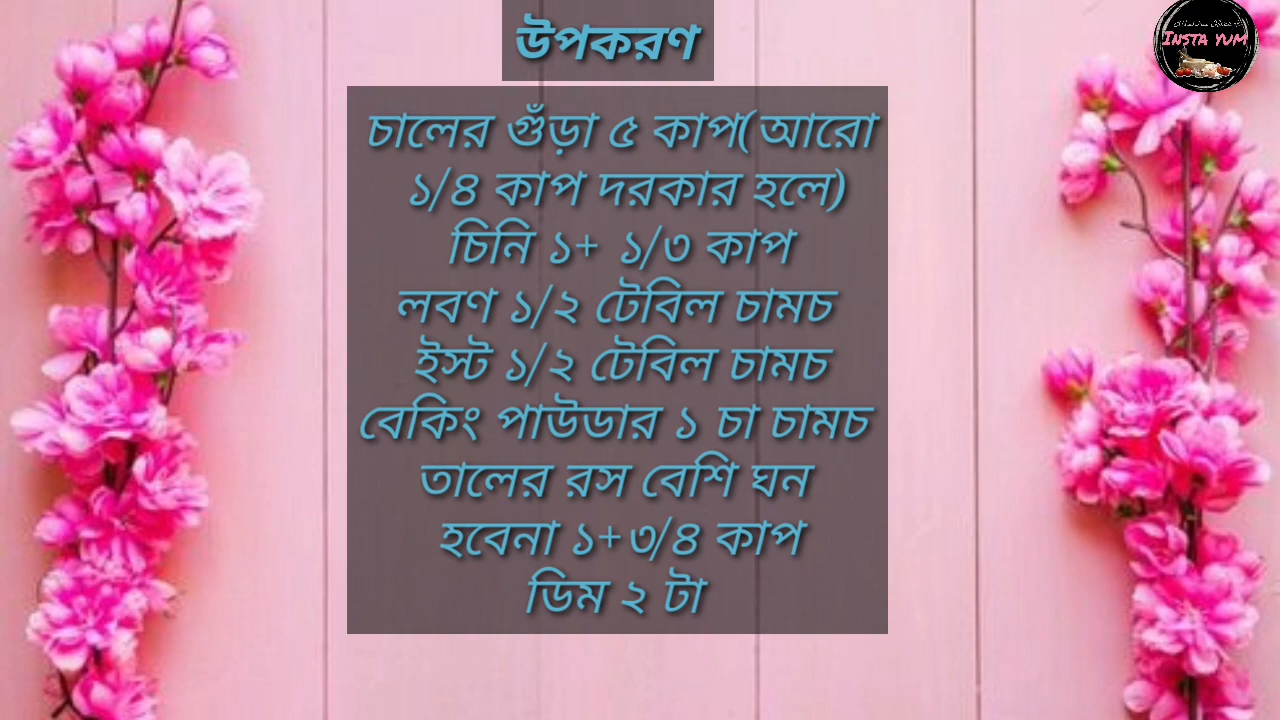 উপকরণ
INSTA YUM
চালের গুঁড়া ৫ কাপ(আরো
১/৪ কাপ দরকার হলে)
চিনি ১+ ১/৩ কাপ
লবণ ১/২ টেবিল চামচ
ইস্ট ১/২ টেবিল চামচ
বেকিং পাউডার ১ চা চামচ
তালের রস বেশি ঘন
হবেনা ১+৩/৪ কাপ
ডিম ২ টা